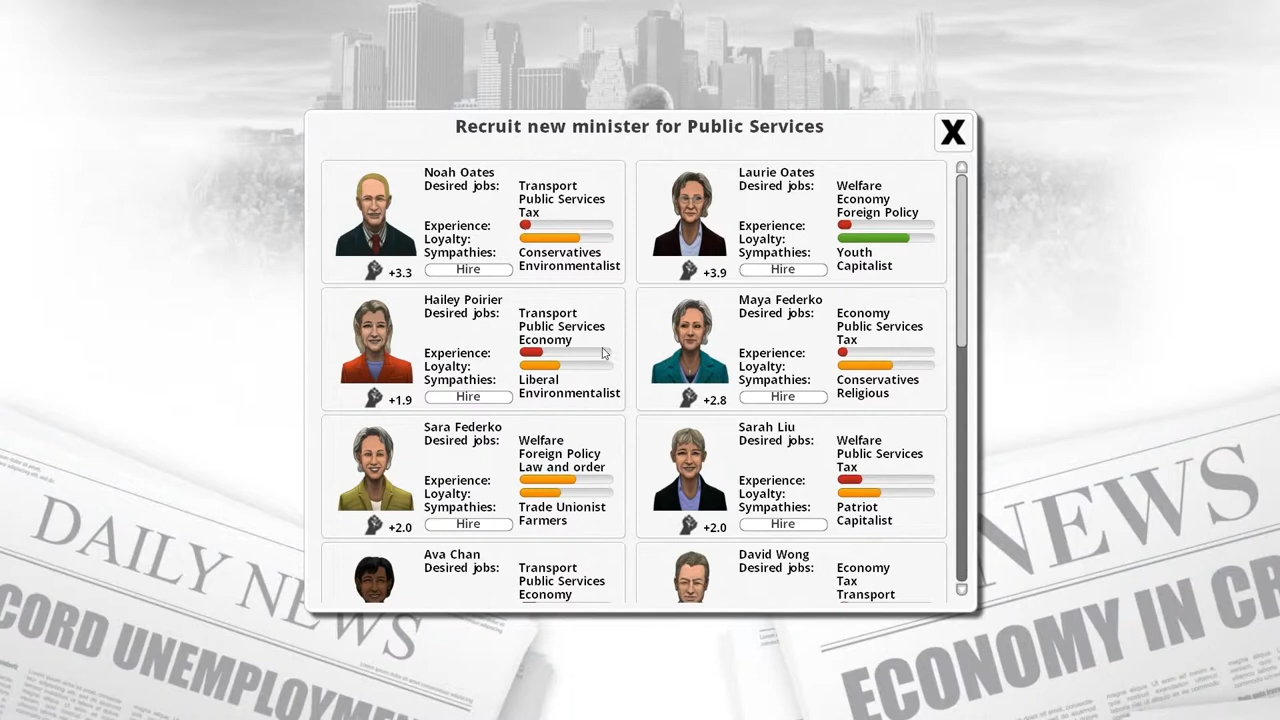 Recruit new minister for Public Services
X
Noah Oates
Desired jobs:
Transport
Public Services
Tax
Experience:
Loyalty:
Sympathies:
Conservatives
Environmentalist
+3.3
Hire
Laurie Oates
Desired jobs:
Welfare
Economy
Foreign Policy
Experience:
Loyalty:
Sympathies:
Youth
Capitalist
+3.9
Hire
Hailey Poirier
Desired jobs:
Transport
Public Services
Economy
Experience:
Loyalty:
Sympathies:
Liberal
Environmentalist
+1.9
Hire
Maya Federko
Desired jobs:
Economy
Public Services
Tax
Experience:
Loyalty:
Sympathies:
Conservatives
Religious
+2.8
Hire
Sara Federko
Desired jobs:
Welfare
Foreign Policy
Law and order
Experience:
Loyalty:
Sympathies:
Trade Unionist
Farmers
+2.0
Hire
Sarah Liu
Desired jobs:
Welfare
Public Services
Tax
Experience:
Loyalty:
Sympathies:
Patriot
Capitalist
+2.0
Hire
Ava Chan
Desired jobs:
Transport
Public Services
Economy
David Wong
Desired jobs:
Economy
Tax
Transport
DAILY NEWS
CORD UNEMPLOYMENT
NEWS
ECONOMY IN CR